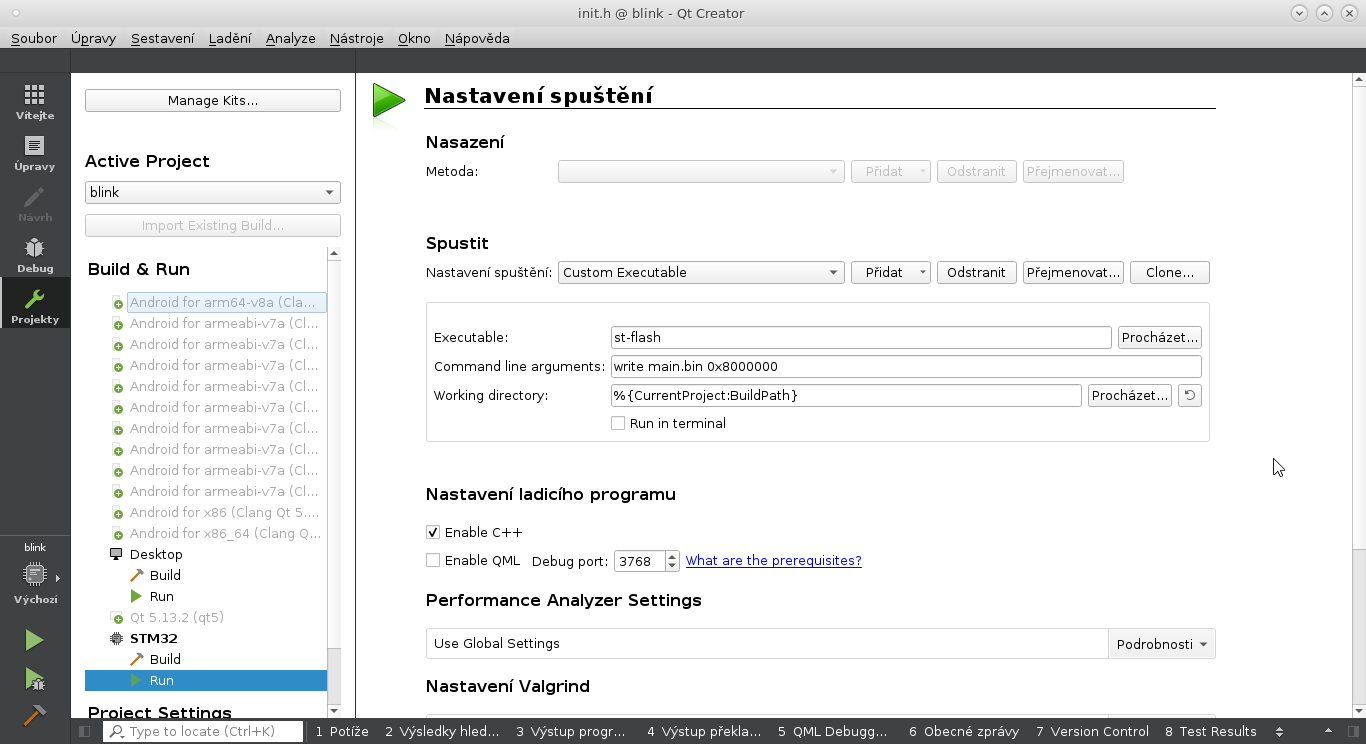 init.h @ blink - Qt Creator
Soubor Úpravy Sestavení Ladění Analyze Nástroje Okno Nápověda
Vítejte
Úpravy
Návrh
Debug
Projekty
blink
Výchozí
Manage Kits...
Active Project
blink
Import Existing Build...
Build & Run
Android for arm64-v8a (Cla...
Android for armeabi-v7a (Cl...
Android for armeabi-v7a (Cl...
Android for armeabi-v7a (Cl...
Android for armeabi-v7a (Cl...
Android for armeabi-v7a (Cl...
Android for armeabi-v7a (Cl...
Android for armeabi-v7a (Cl...
Android for armeabi-v7a (Cl...
Android for armeabi-v7a (Cl...
Android for x86 (Clang Qt 5....
Android for x86_64 (Clang Q...
Desktop
Build
Run
Qt 5.13.2 (qt5)
STM32
Build
Run
Project Settings
Nastavení spuštění
Nasazení
Metoda: Přidat Odstranit Přejmenovat...
Spustit
Nastavení spuštění: Custom Executable Přidat Odstranit Přejmenovat... Clone...
Executable: st-flash Procházet...
Command line arguments: write main.bin 0x8000000
Working directory: %{CurrentProject:BuildPath} Procházet...
Run in terminal
Nastavení ladicího programu
Enable C++
Enable QML Debug port: 3768 What are the prerequisites?
Performance Analyzer Settings
Use Global Settings Podrobnosti
Nastavení Valgrind
Type to locate (Ctrl+K) 1 Potíže 2 Výsledky hled... 3 Výstup progr... 4 Výstup překla... 5 QML Debugg... 6 Obecné zprávy 7 Version Control 8 Test Results